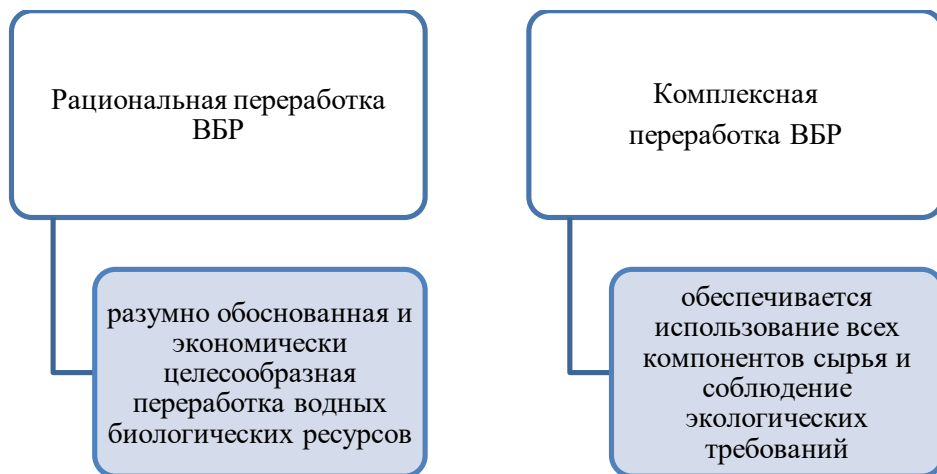 Рациональная переработка
ВБР
разумно обоснованная и
экономически
целесообразная
переработка водных
биологических ресурсов
Комплексная
переработка ВБР
обеспечивается
использование всех
компонентов сырья и
соблюдение
экологических
требований